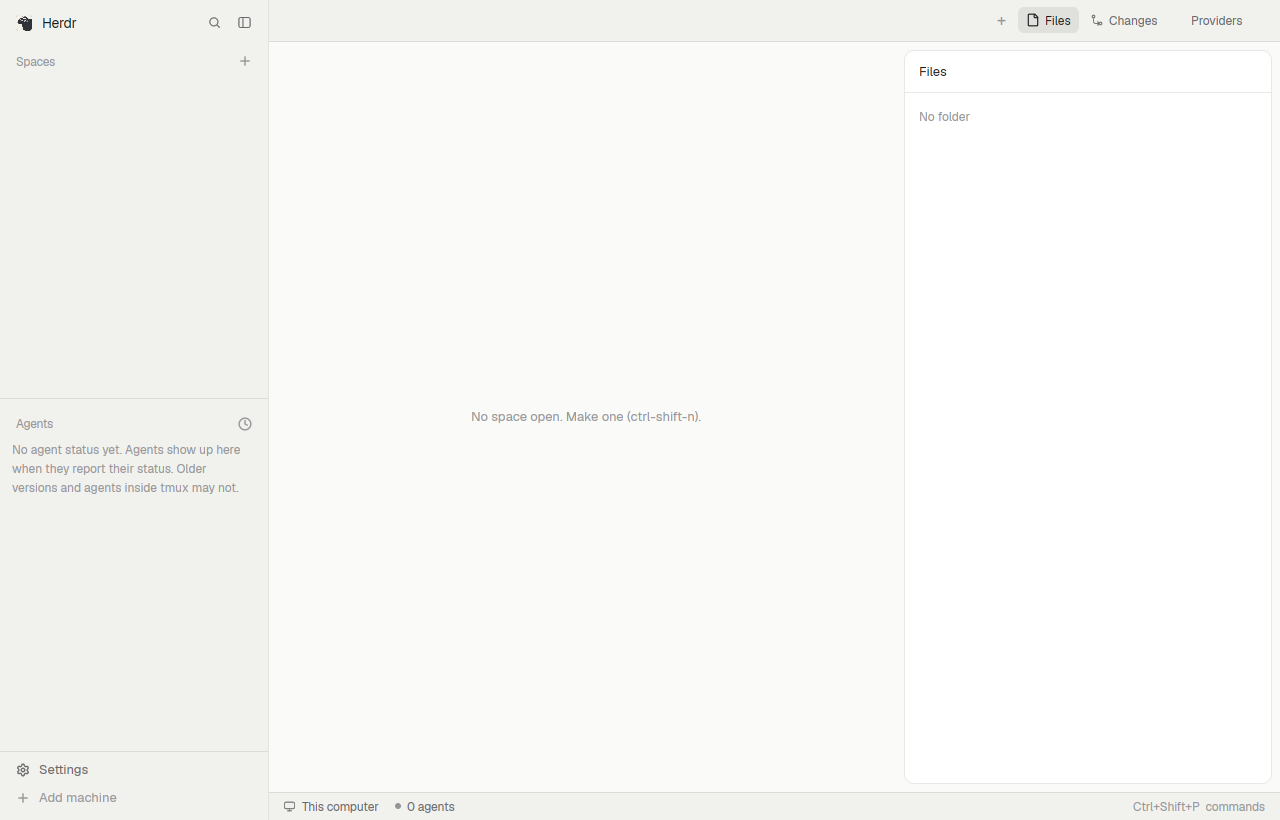 Herdr
Files
Changes
Providers
Spaces
Files
No folder
No space open. Make one (ctrl-shift-n).
Agents
No agent status yet. Agents show up here
when they report their status. Older
versions and agents inside tmux may not.
Settings
Add machine
This computer
0 agents
Ctrl+Shift+P commands